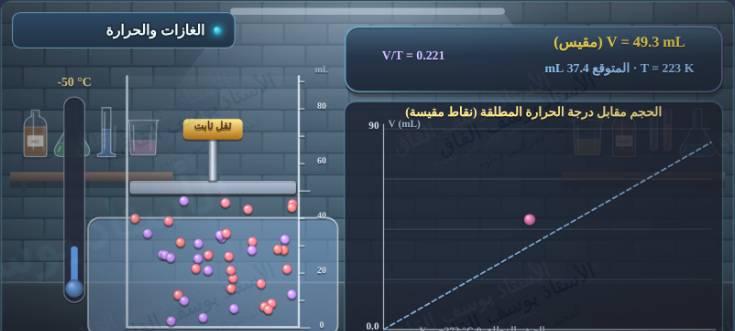 الغازات والحرارة
V = 49.3 mL (مقيس)
T = 223 K · المتوقع 37.4 mL
V/T = 0.221
-50 °C
mL
80
60
40
20
0
ثقل ثابت
الحجم مقابل درجة الحرارة المطلقة (نقاط مقيسة)
V (mL)
90
0.0